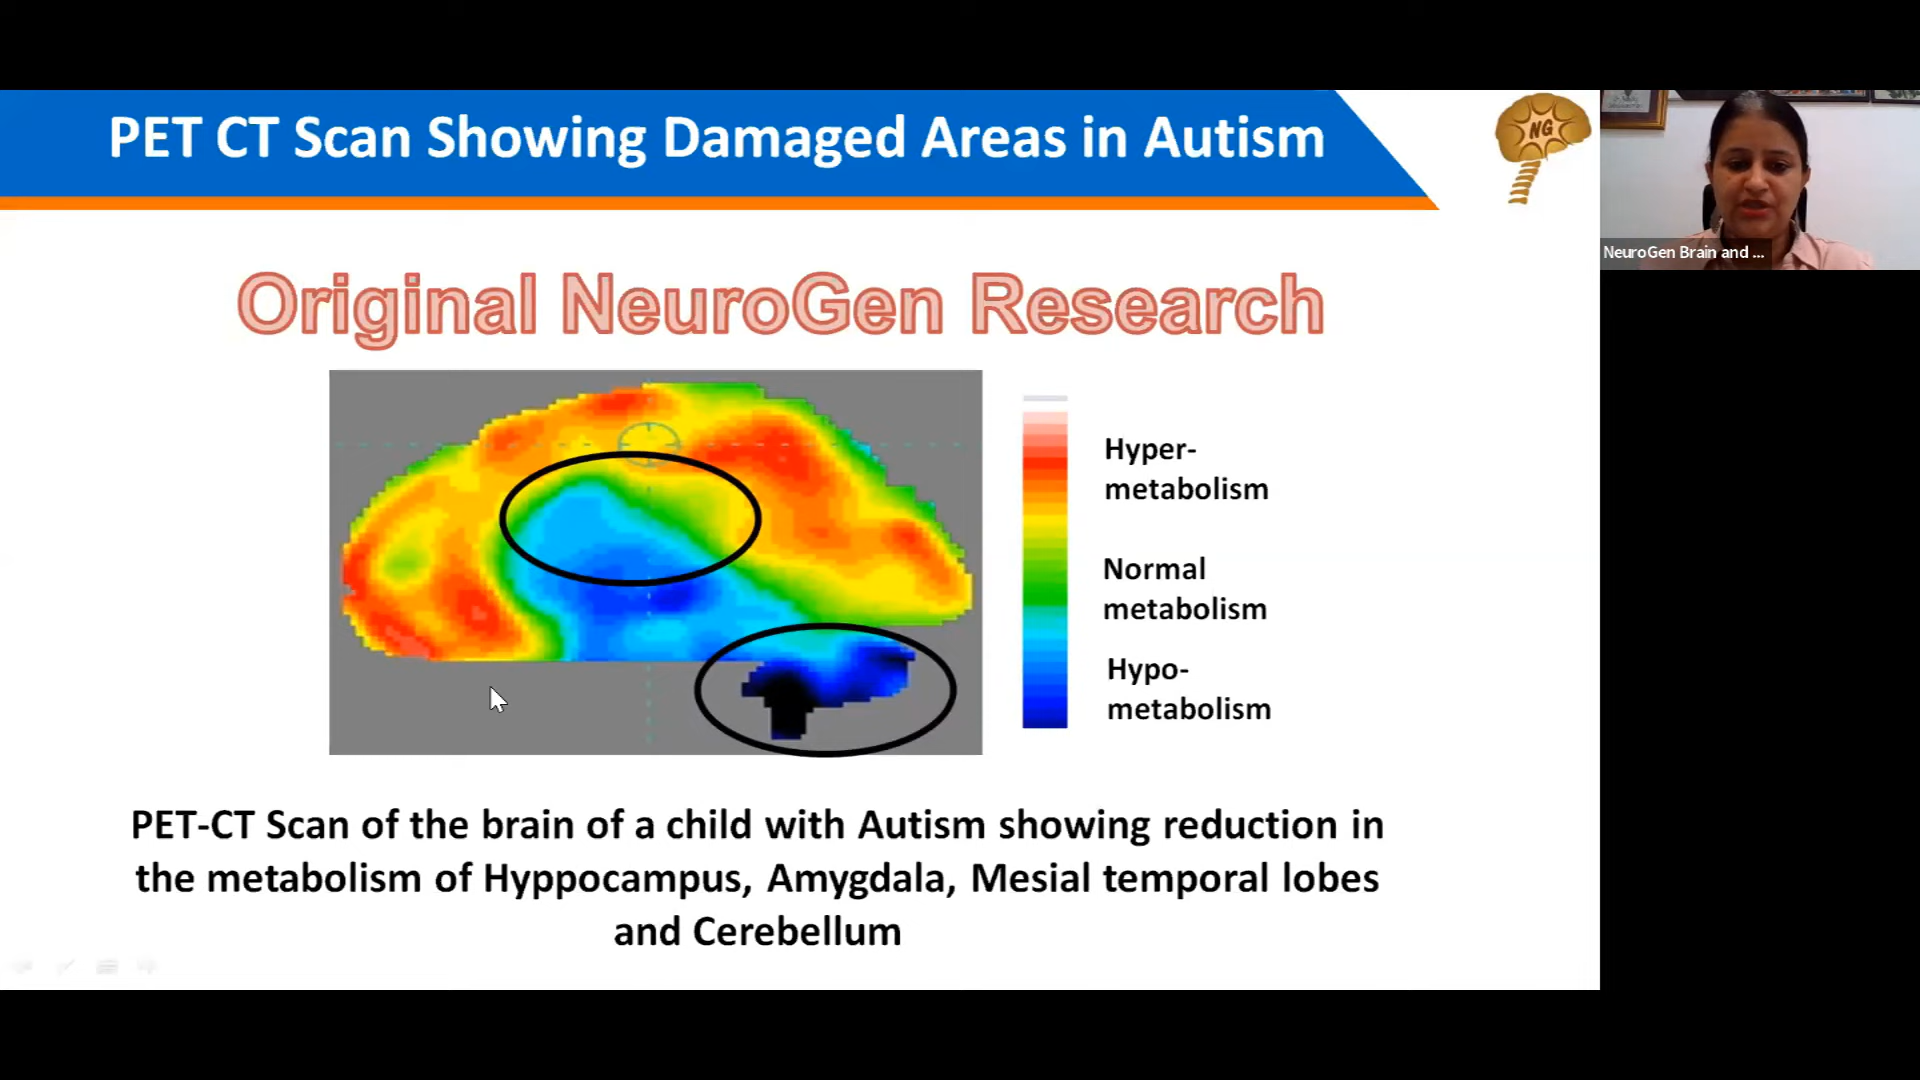 PET CT Scan Showing Damaged Areas in Autism
NG
NeuroGen Brain and ...
Original NeuroGen Research
Hyper-
metabolism
Normal
metabolism
Hypo-
metabolism
PET-CT Scan of the brain of a child with Autism showing reduction in
the metabolism of Hyppocampus, Amygdala, Mesial temporal lobes
and Cerebellum